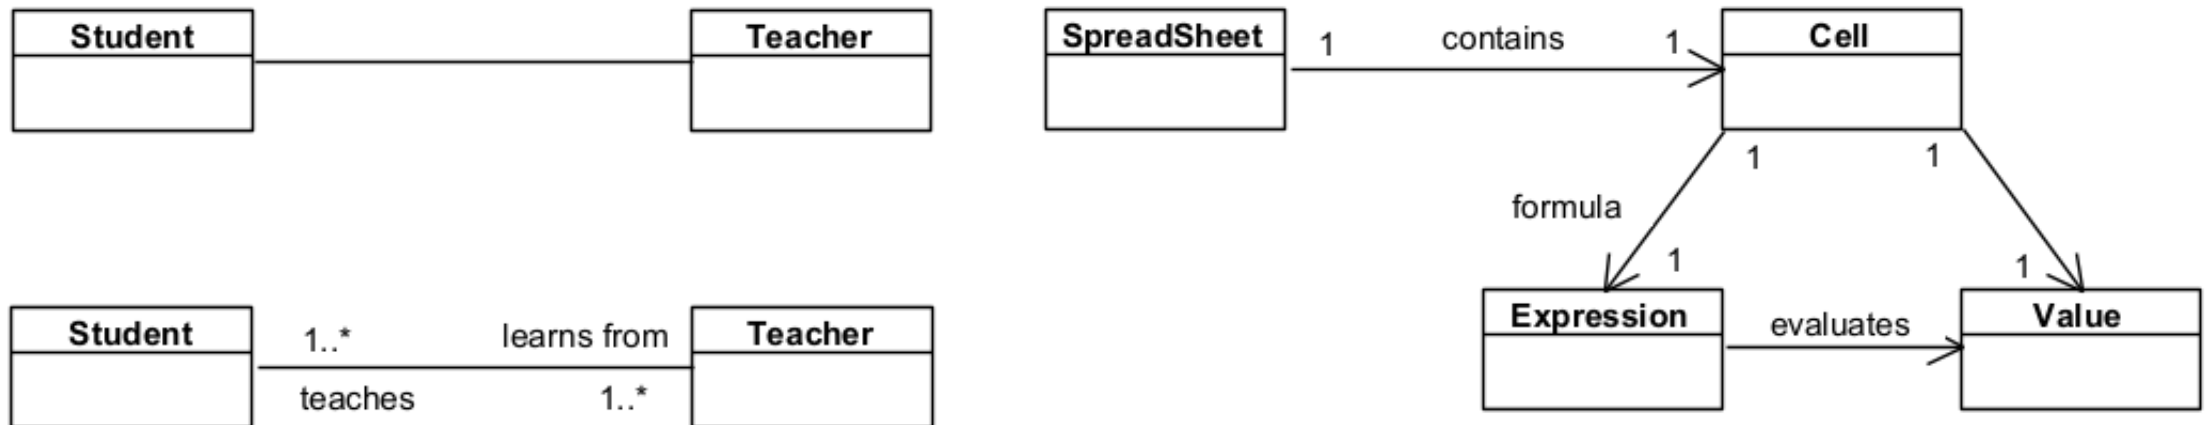 Student
Teacher
SpreadSheet
1
contains
1
Cell
1
1
formula
1
1
Expression
evaluates
Value
Student
1..*
learns from
Teacher
teaches
1..*